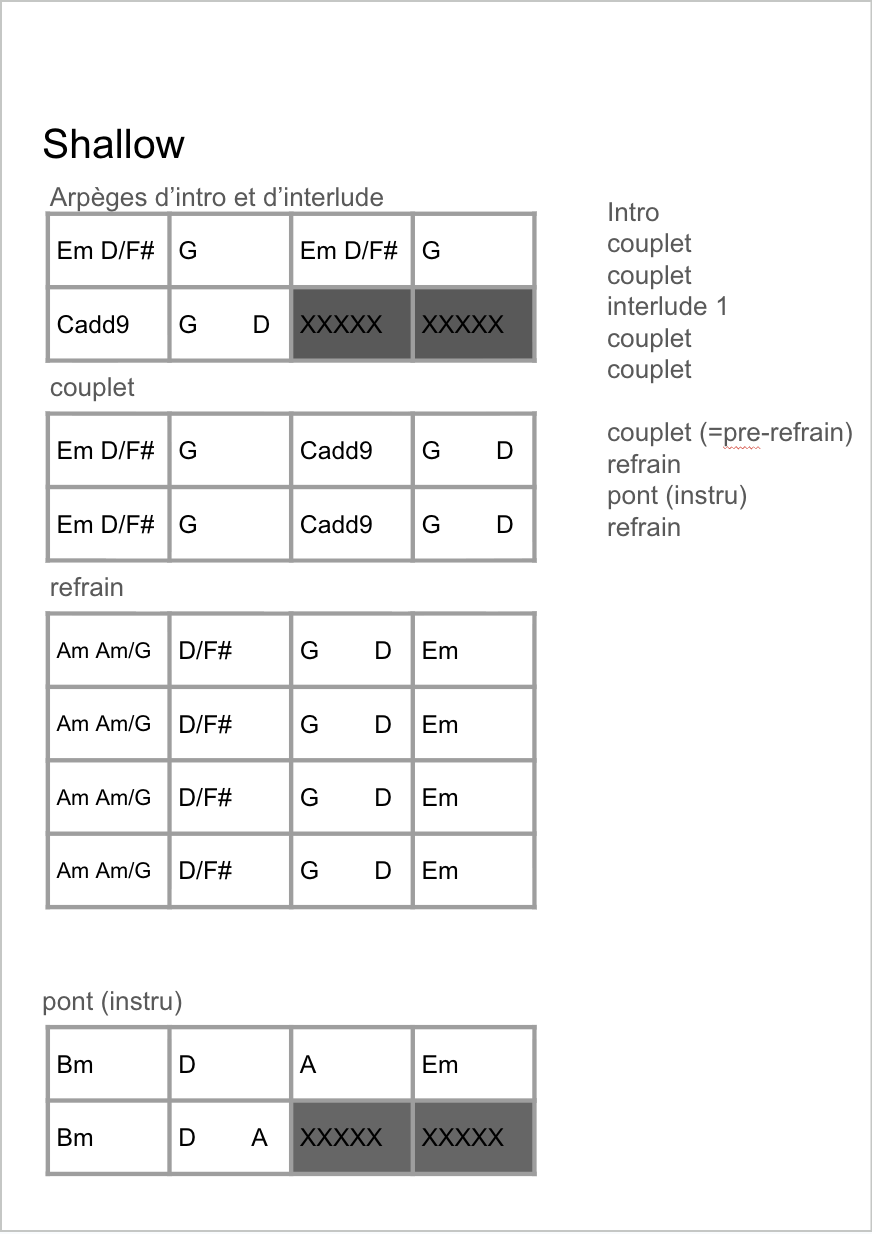 Shallow
Arpèges d’intro et d’interlude
Em D/F# G Em D/F# G
Cadd9 G D XXXXX XXXXX
couplet
Em D/F# G Cadd9 G D
Em D/F# G Cadd9 G D
refrain
Am Am/G D/F# G D Em
Am Am/G D/F# G D Em
Am Am/G D/F# G D Em
Am Am/G D/F# G D Em
pont (instru)
Bm D A Em
Bm D A XXXXX XXXXX
Intro
couplet
couplet
interlude 1
couplet
couplet
couplet (=pre-refrain)
refrain
pont (instru)
refrain